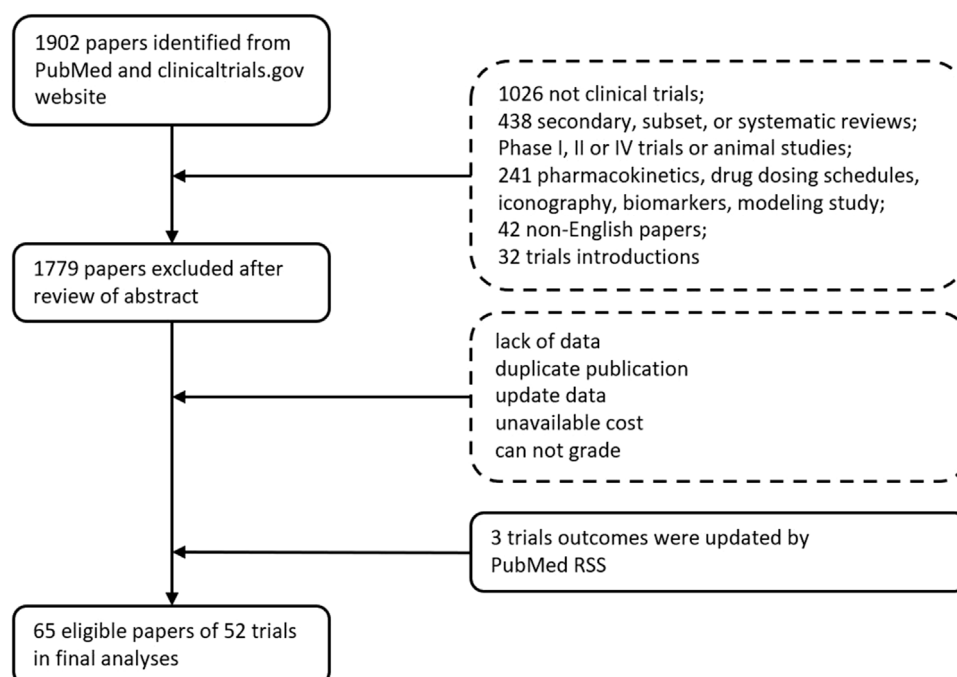 1902 papers identified from
PubMed and clinicaltrials.gov
website
1026 not clinical trials;
438 secondary, subset, or systematic reviews;
Phase I, II or IV trials or animal studies;
241 pharmacokinetics, drug dosing schedules,
iconography, biomarkers, modeling study;
42 non-English papers;
32 trials introductions
1779 papers excluded after
review of abstract
lack of data
duplicate publication
update data
unavailable cost
can not grade
3 trials outcomes were updated by
PubMed RSS
65 eligible papers of 52 trials
in final analyses